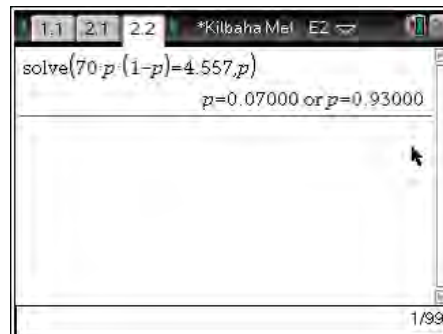 1.1 2.1 2.2 *Kilbaha Met E2
solve(70·p·(1-p)=4.557,p)
p=0.07000 or p=0.93000
1/99